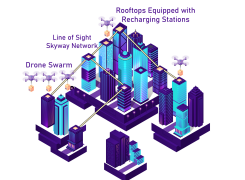 Rooftops Equipped with
Recharging Stations
Line of Sight
Skyway Network
Drone Swarm